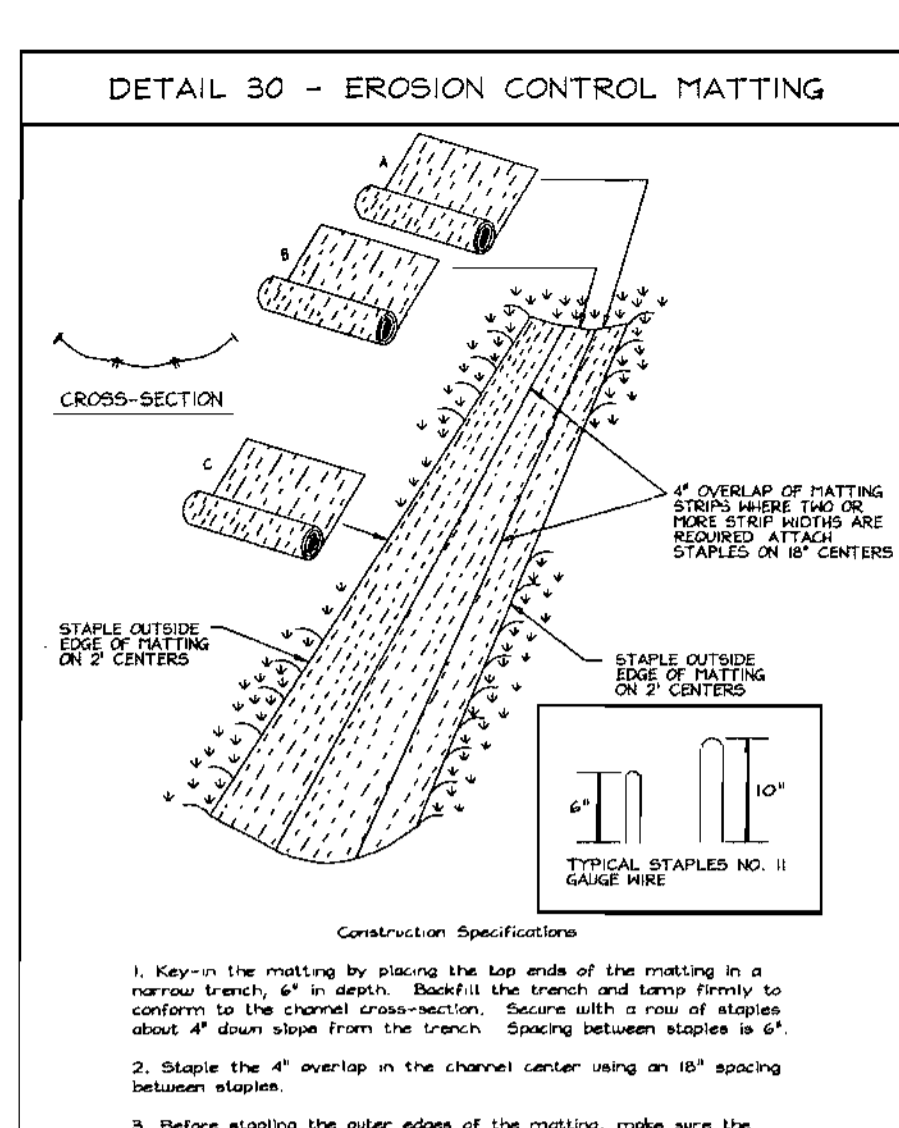 DETAIL 30 - EROSION CONTROL MATTING
A
B
CROSS-SECTION
C
4" OVERLAP OF MATTING
STRIPS WHERE TWO OR
MORE STRIP WIDTHS ARE
REQUIRED ATTACH
STAPLES ON 18" CENTERS
STAPLE OUTSIDE
EDGE OF MATTING
ON 2' CENTERS
STAPLE OUTSIDE
EDGE OF MATTING
ON 2' CENTERS
6"
10"
TYPICAL STAPLES NO. 11
GAUGE WIRE
Construction Specifications
1. Key-in the matting by placing the top ends of the matting in a
narrow trench, 6" in depth. Backfill the trench and tamp firmly to
conform to the channel cross-section. Secure with a row of staples
about 4" down slope from the trench Spacing between staples is 6".
2. Staple the 4" overlap in the channel center using an 18" spacing
between staples.
3. Before stapling the outer edges of the matting, make sure the